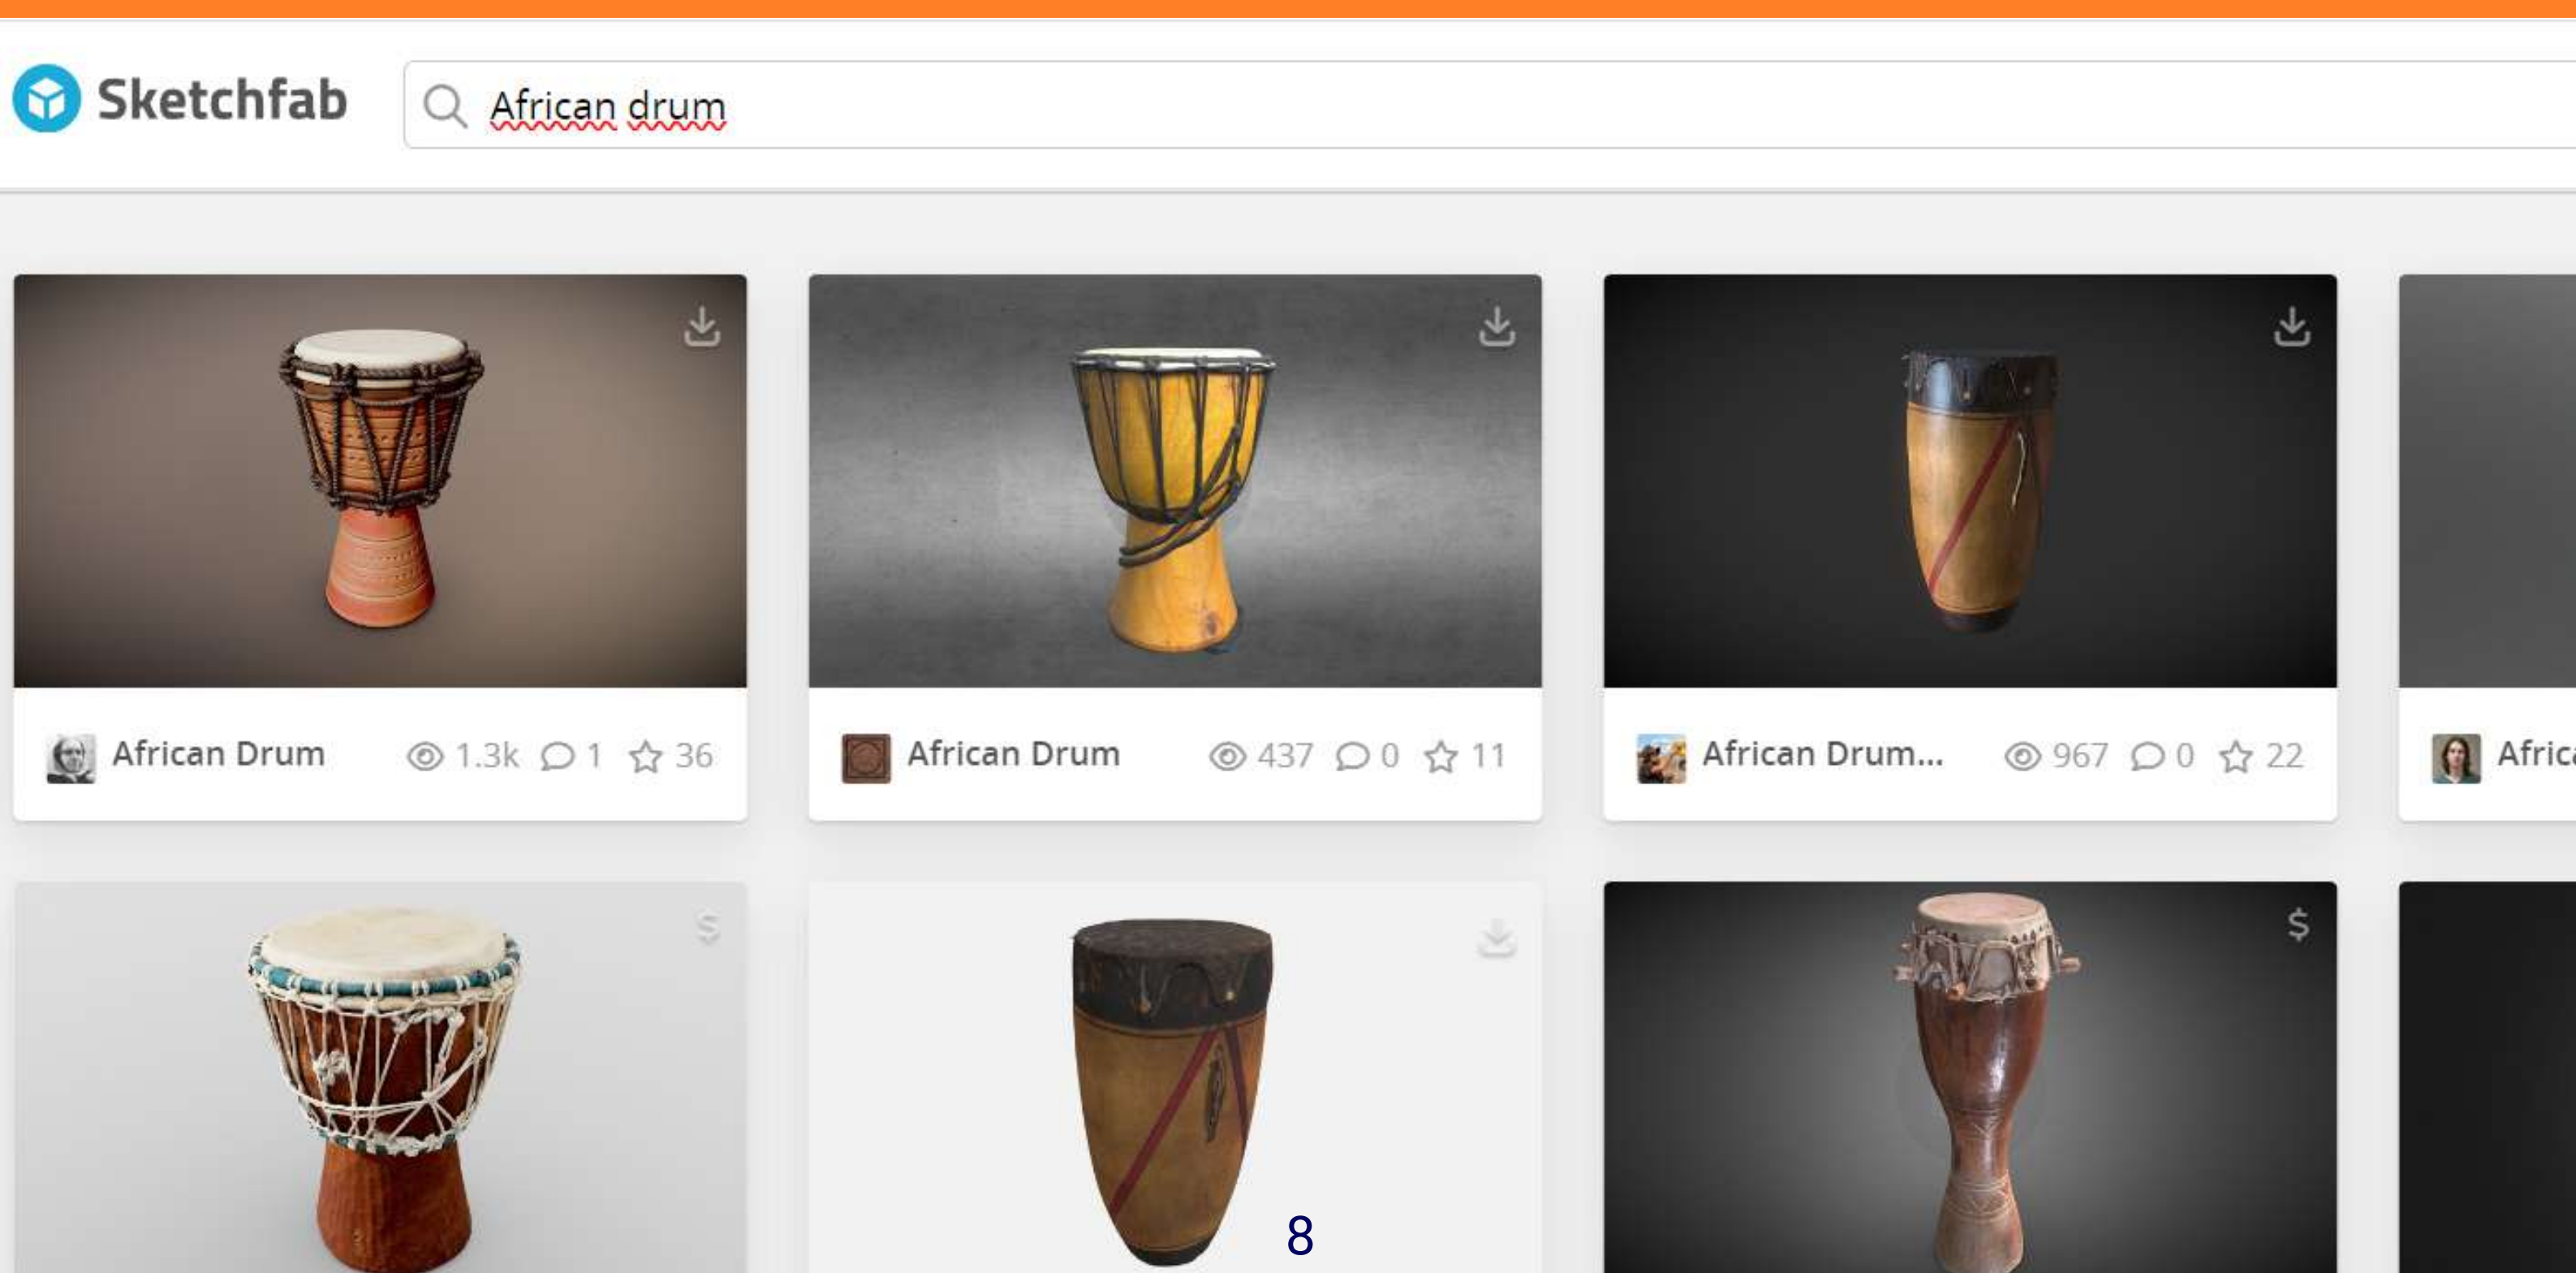 Sketchfab
African drum
African Drum 1.3k 1 36
African Drum 437 0 11
African Drum... 967 0 22
Afric
$
$
8